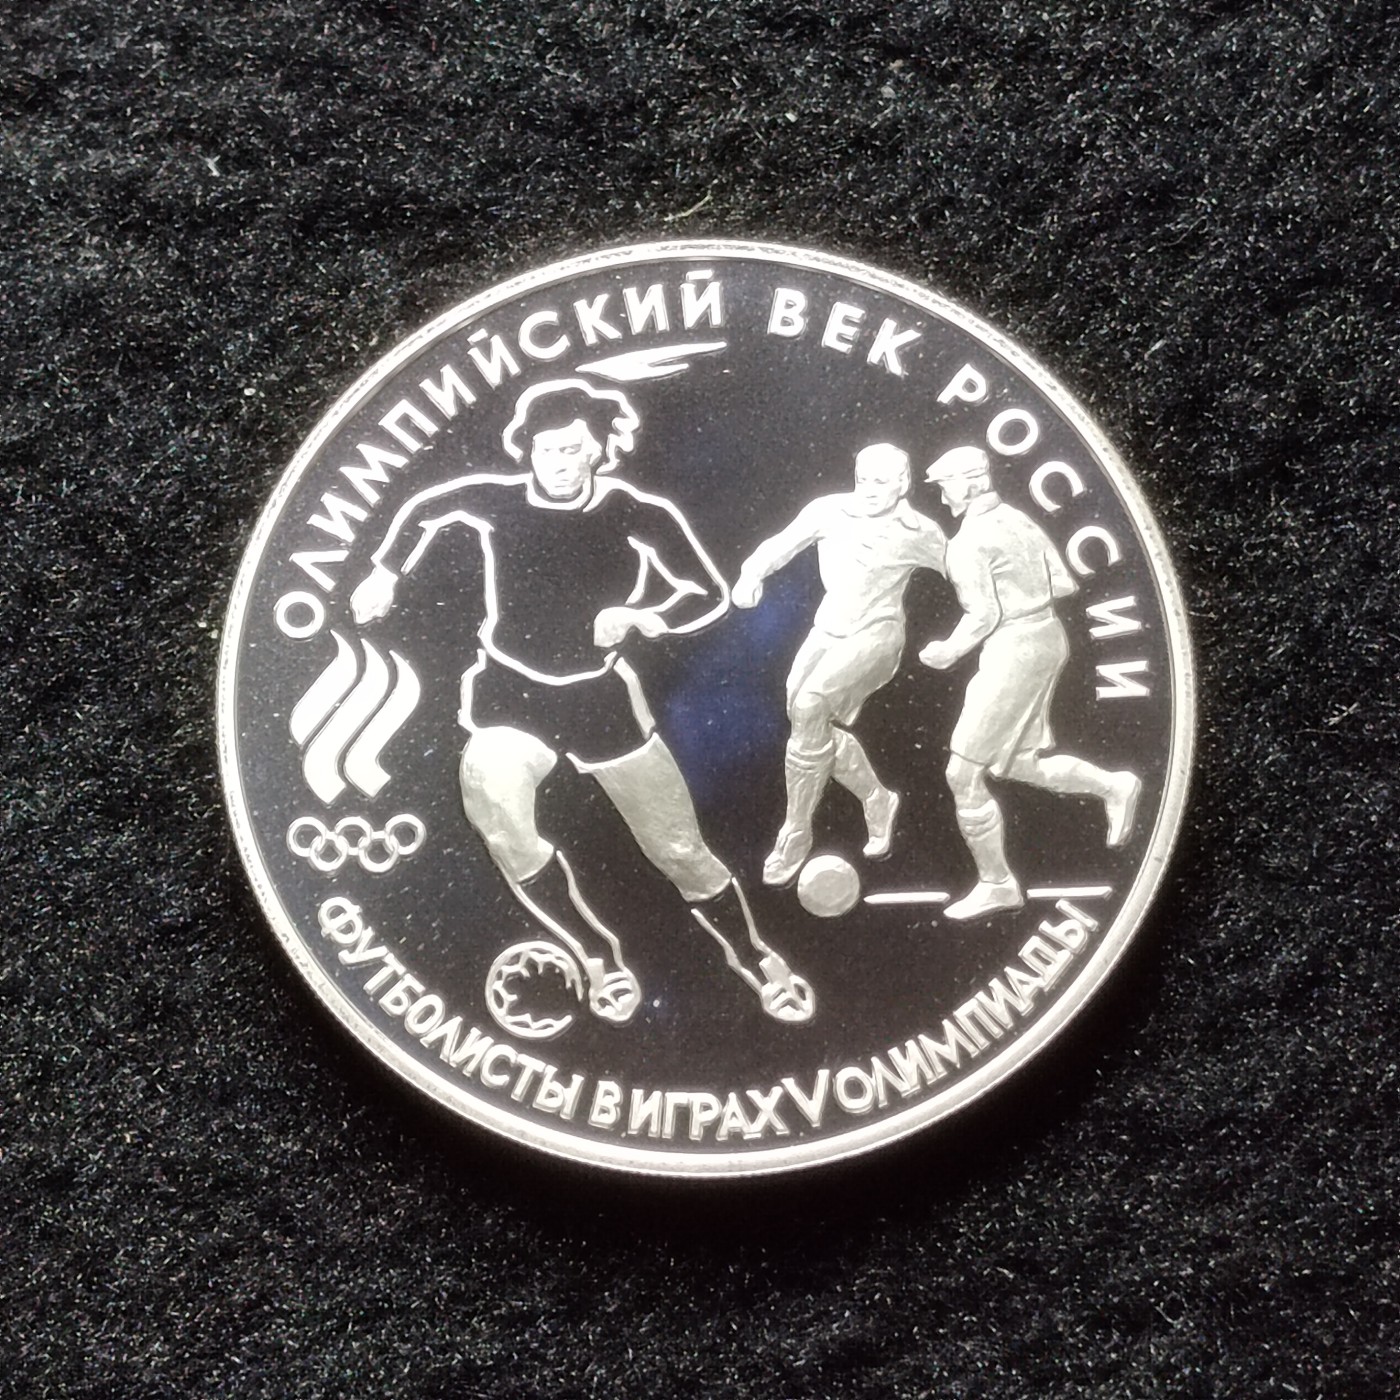 ОЛИМПИЙСКИЙ ВЕК РОССИИ
ФУТБОЛИСТЫ В ИГРАХ V ОЛИМПИАДЫ